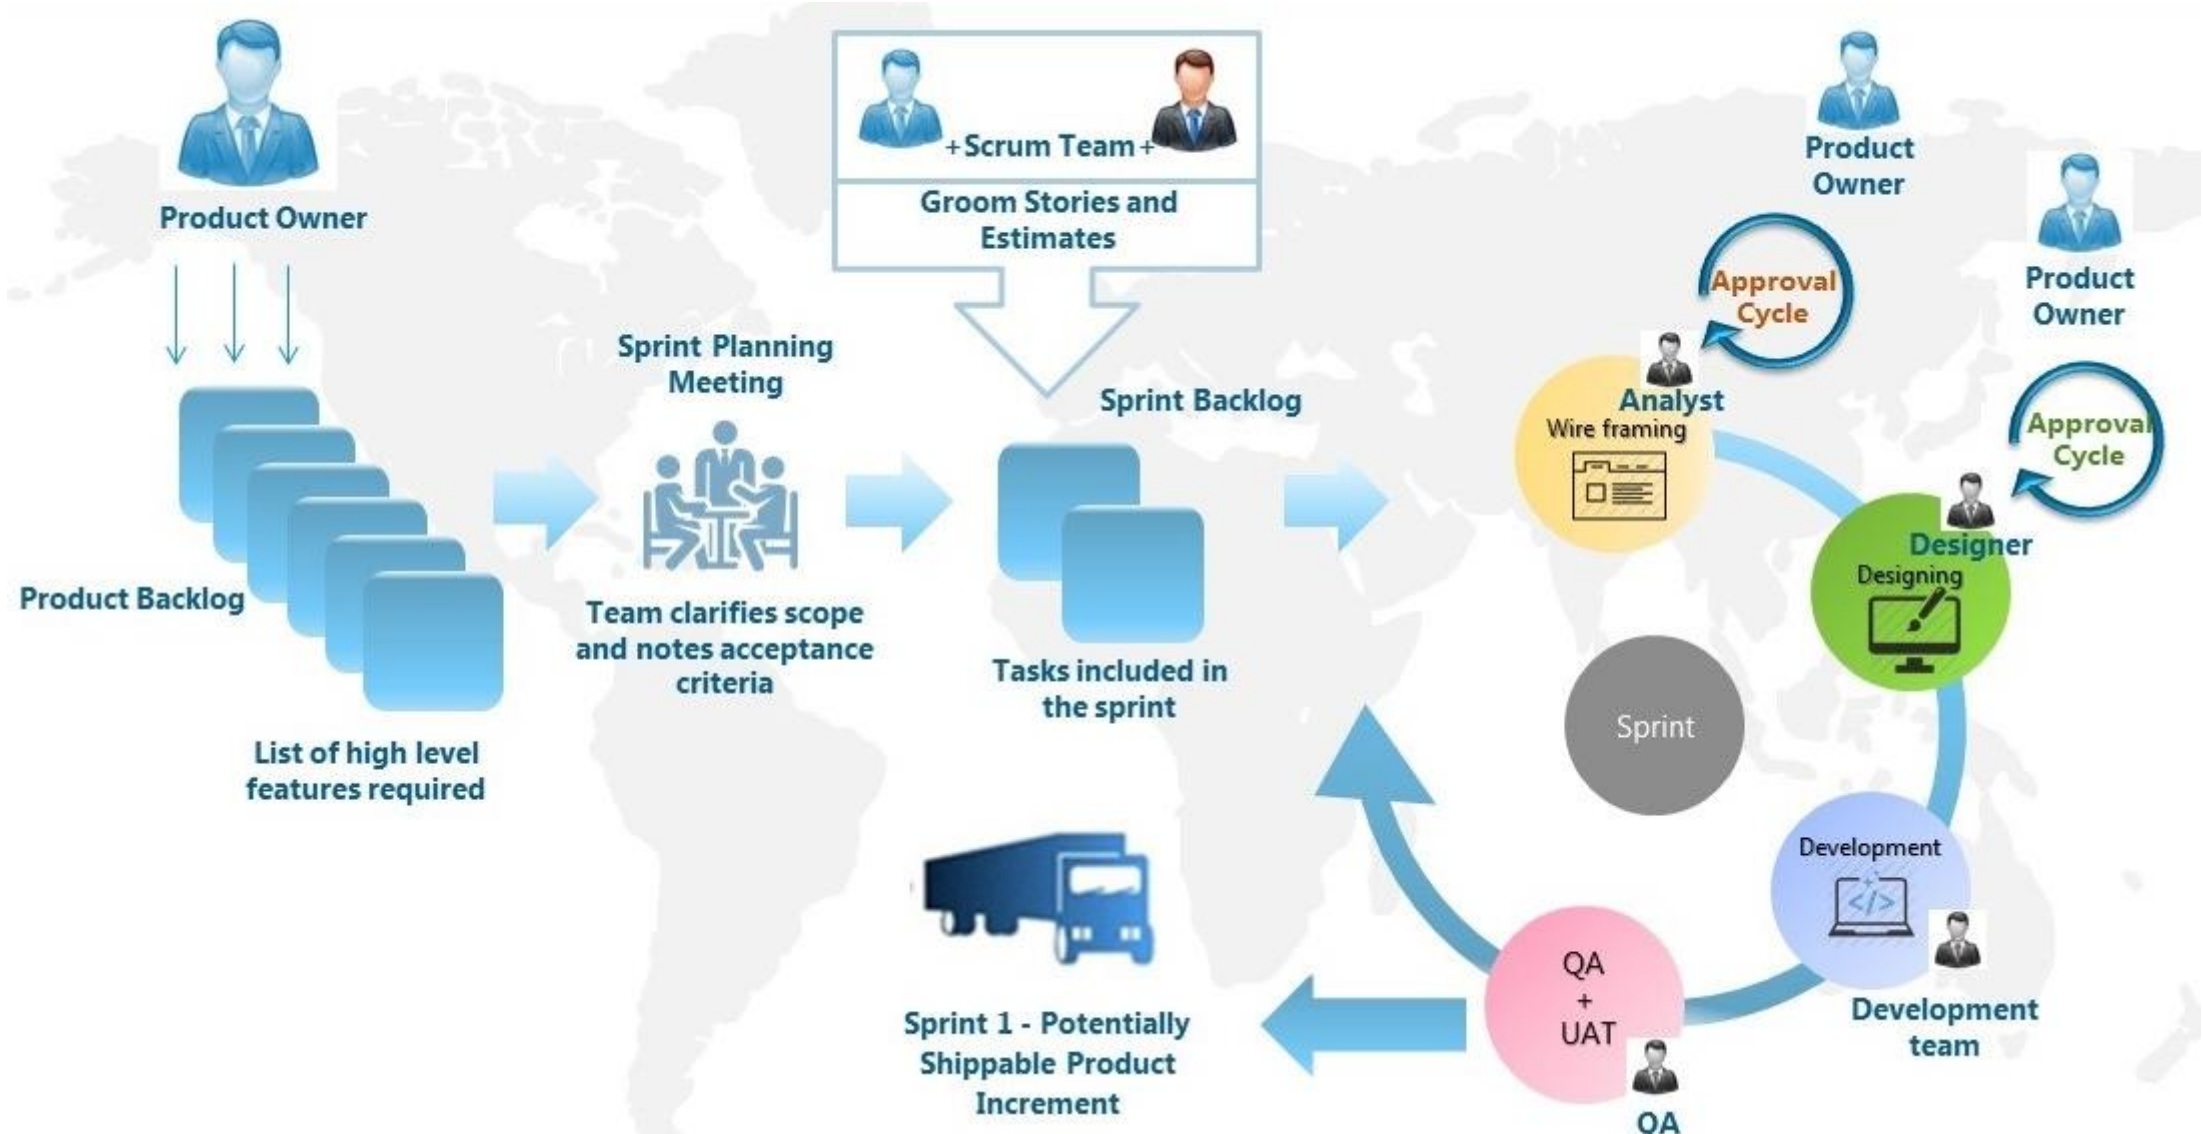 Product Owner
Product Backlog
List of high level
features required
Sprint Planning
Meeting
Team clarifies scope
and notes acceptance
criteria
+Scrum Team+
Groom Stories and
Estimates
Sprint Backlog
Tasks included in
the sprint
Product
Owner
Approval
Cycle
Product
Owner
Approval
Cycle
Analyst
Wire framing
Designer
Designing
Sprint
Development
</>
Development
team
QA
+
UAT
QA
Sprint 1 - Potentially
Shippable Product
Increment